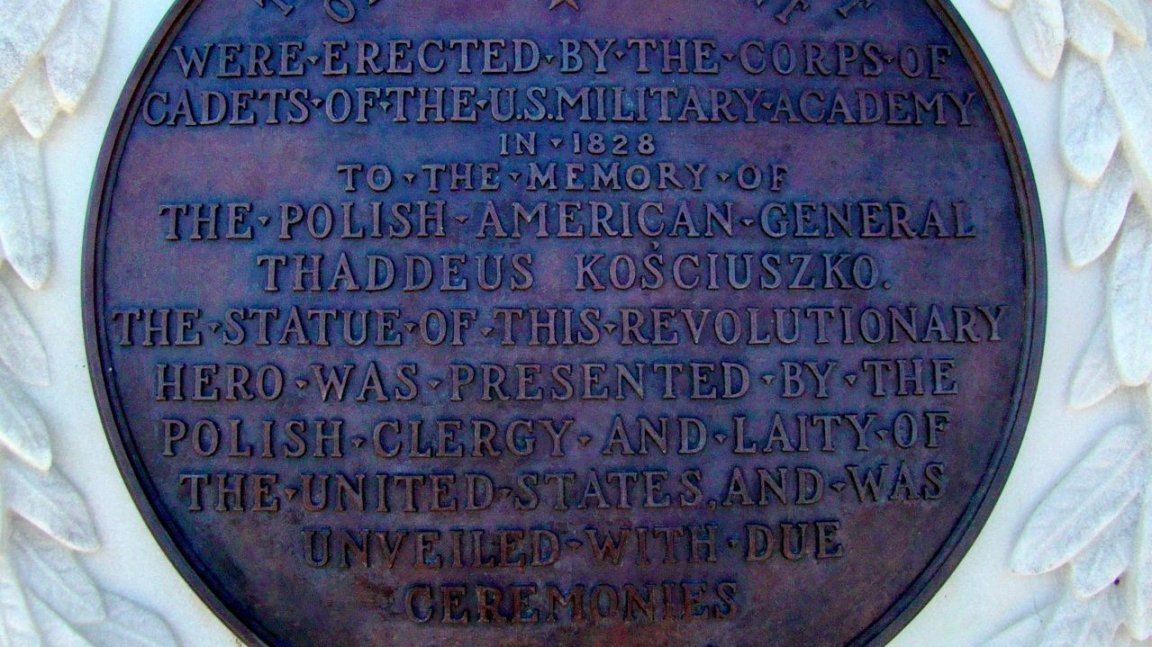 WERE·ERECTED·BY·THE·CORPS·OF
CADETS·OF·THE·U.S.MILITARY·ACADEMY
IN·1828
TO·THE·MEMORY·OF
THE·POLISH·AMERICAN·GENERAL
THADDEUS KOŚCIUSZKO.
THE·STATUE·OF·THIS·REVOLUTIONARY
HERO·WAS·PRESENTED·BY·THE
POLISH·CLERGY·AND·LAITY·OF
THE·UNITED·STATES,AND·WAS
UNVEILED·WITH·DUE
CEREMONIES